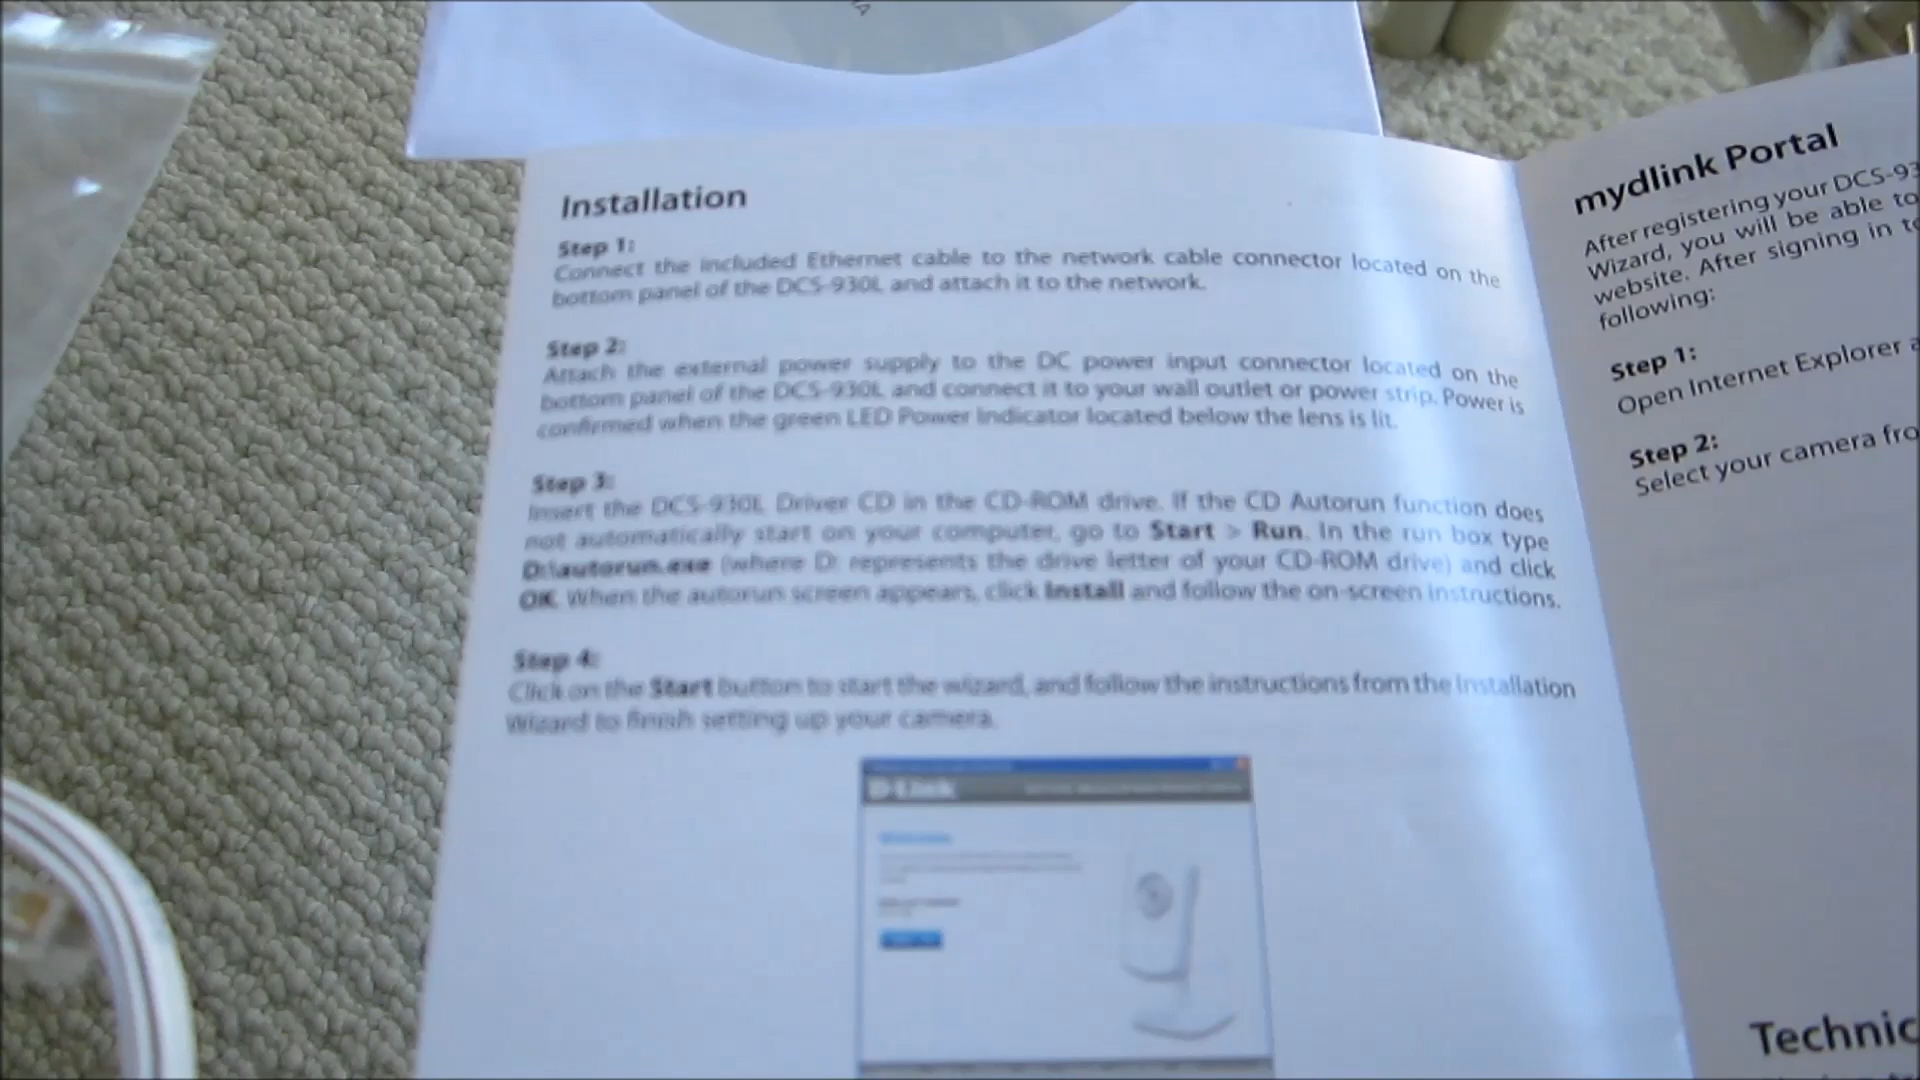 Installation
Step 1:
Connect the included Ethernet cable to the network cable connector located on the
bottom panel of the DCS-930L and attach it to the network.
Step 2:
Attach the external power supply to the DC power input connector located on the
bottom panel of the DCS-930L and connect it to your wall outlet or power strip. Power is
confirmed when the green LED Power Indicator located below the lens is lit.
Step 3:
Insert the DCS-930L Driver CD in the CD-ROM drive. If the CD Autorun function does
not automatically start on your computer, go to Start > Run. In the run box type
D:\autorun.exe (where D: represents the drive letter of your CD-ROM drive) and click
OK. When the autorun screen appears, click Install and follow the on-screen instructions.
Step 4:
Click on the Start button to start the wizard, and follow the instructions from the Installation
Wizard to finish setting up your camera.
D-Link
mydlink Portal
After registering your DCS-93
Wizard, you will be able to
website. After signing in to
following:
Step 1:
Open Internet Explorer a
Step 2:
Select your camera fro
Technic